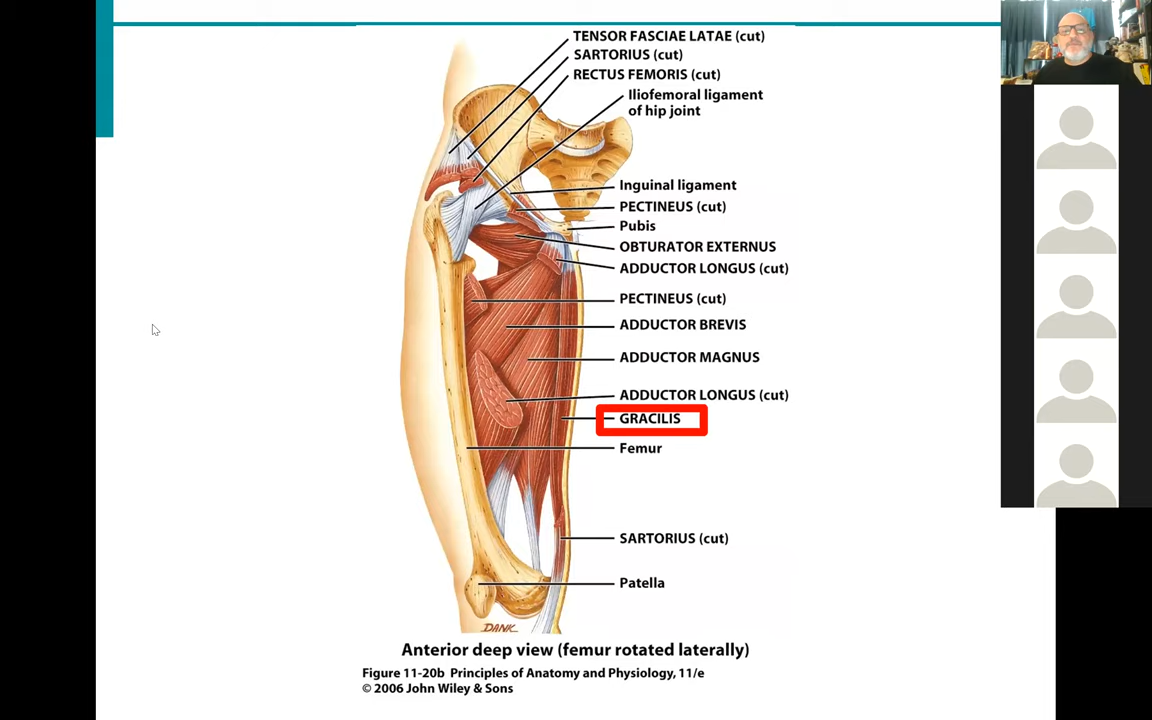 TENSOR FASCIAE LATAE (cut)
SARTORIUS (cut)
RECTUS FEMORIS (cut)
Iliofemoral ligament
of hip joint
Inguinal ligament
PECTINEUS (cut)
Pubis
OBTURATOR EXTERNUS
ADDUCTOR LONGUS (cut)
PECTINEUS (cut)
ADDUCTOR BREVIS
ADDUCTOR MAGNUS
ADDUCTOR LONGUS (cut)
GRACILIS
Femur
SARTORIUS (cut)
Patella
DANK
Anterior deep view (femur rotated laterally)
Figure 11-20b Principles of Anatomy and Physiology, 11/e
© 2006 John Wiley & Sons